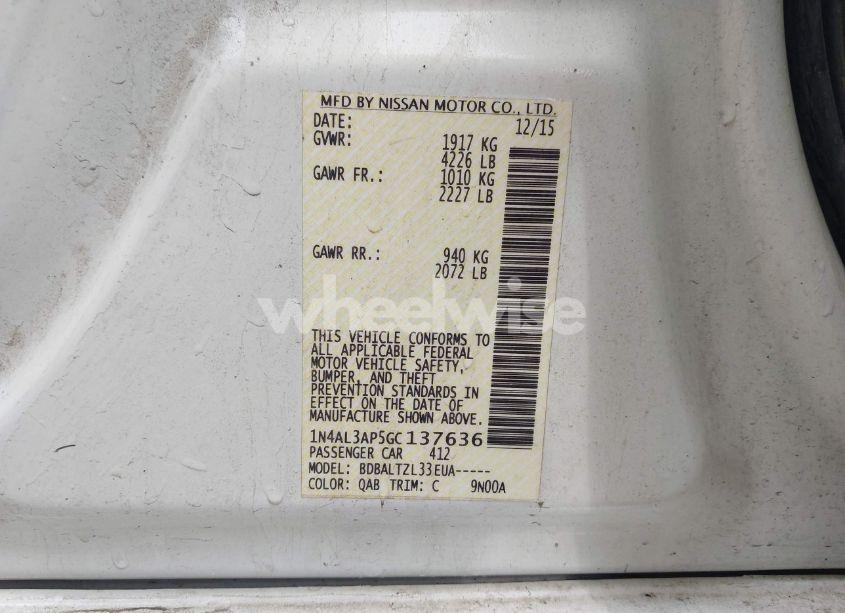 MFD BY NISSAN MOTOR CO., LTD.
DATE: 12/15
GVWR: 1917 KG
4226 LB
GAWR FR.: 1010 KG
2227 LB
GAWR RR.: 940 KG
2072 LB
wheelwise
THIS VEHICLE CONFORMS TO
ALL APPLICABLE FEDERAL
MOTOR VEHICLE SAFETY,
BUMPER, AND THEFT
PREVENTION STANDARDS IN
EFFECT ON THE DATE OF
MANUFACTURE SHOWN ABOVE.
1N4AL3AP5GC137636
PASSENGER CAR 412
MODEL: BDBALTZL33EUA-----
COLOR: QAB TRIM: C 9N00A